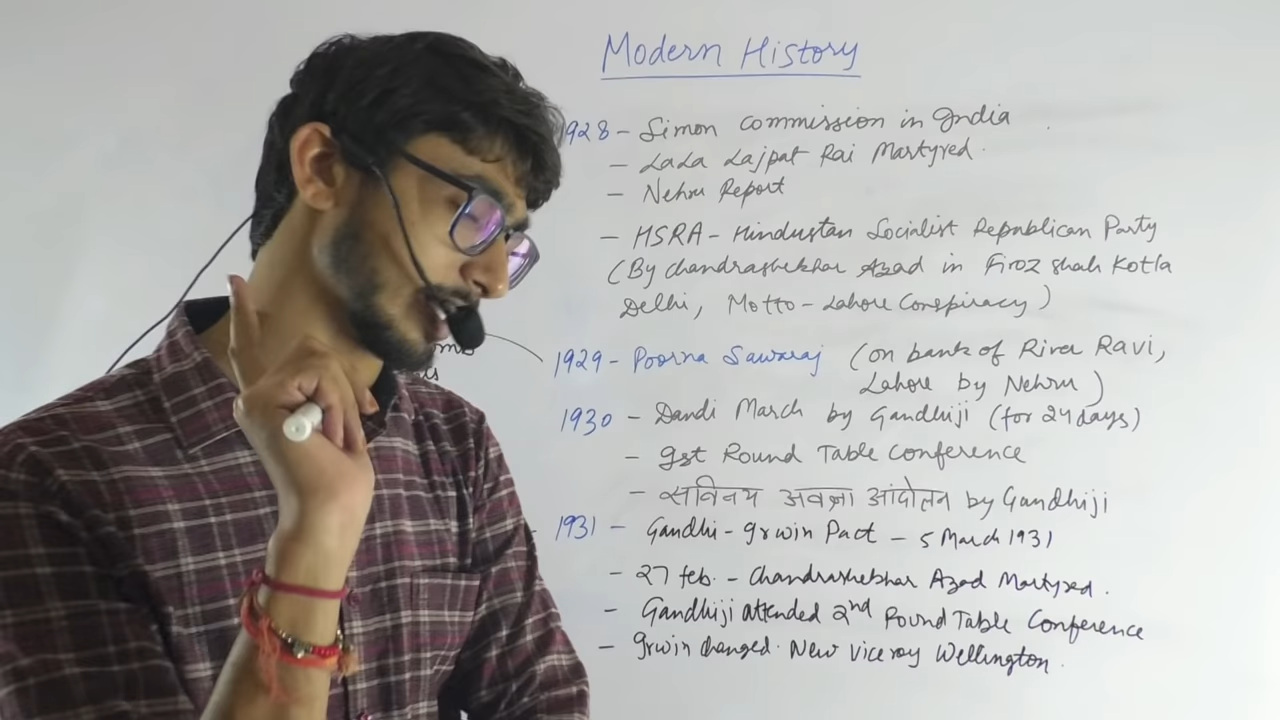 Modern History
1928 - Simon commission in India
- Lala Lajpat Rai Martyred.
- Nehru Report
- HSRA - Hindustan Socialist Republican Party
(By chandrashekhar Azad in Firoz shah Kotla
Delhi, Motto - Lahore Conspiracy)
1929 - Poorna Sawaraj (on bank of River Ravi,
Lahore by Nehru)
1930 - Dandi March by Gandhiji (for 24 days)
- Ist Round Table Conference
- सविनय अवज्ञा आंदोलन by Gandhiji
1931 - Gandhi - Irwin Pact - 5 March 1931
- 27 feb. - Chandrashekhar Azad Martyred.
- Gandhiji attended 2nd Round Table Conference
- Irwin changed. New viceroy Wellington.